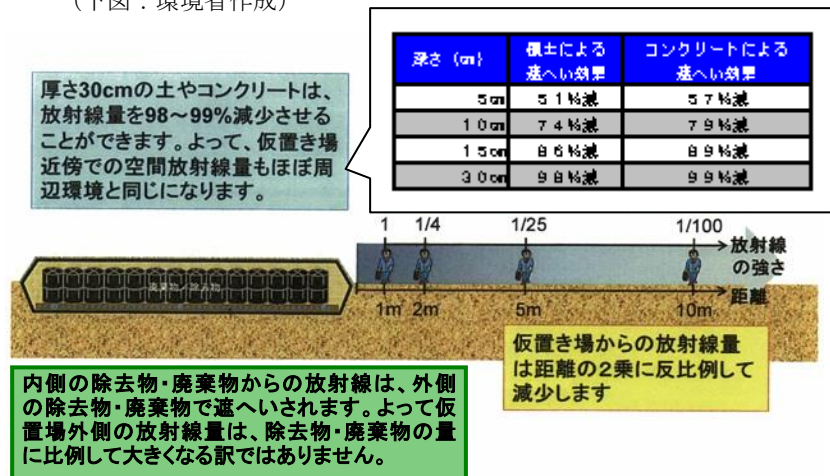 (下図：環境省作成)
深さ (cm) 覆土による遮へい効果 コンクリートによる遮へい効果
5cm 51%減 57%減
10cm 74%減 79%減
15cm 86%減 89%減
30cm 98%減 99%減
厚さ30cmの土やコンクリートは、
放射線量を98～99%減少させる
ことができます。よって、仮置き場
近傍での空間放射線量もほぼ周
辺環境と同じになります。
1 1/4 1/25 1/100
放射線
の強さ
廃棄物／除去物
距離
1m 2m 5m 10m
仮置き場からの放射線量
は距離の2乗に反比例して
減少します
内側の除去物・廃棄物からの放射線は、外側
の除去物・廃棄物で遮へいされます。よって仮
置場外側の放射線量は、除去物・廃棄物の量
に比例して大きくなる訳ではありません。